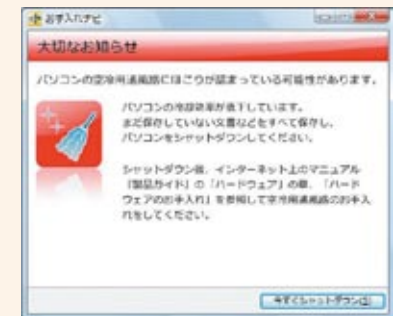 お手入れナビ
大切なお知らせ
パソコンの空冷用通風路にほこりが詰まっている可能性があります。
パソコンの冷却効率が低下しています。
まだ保存していない文書などをすべて保存し、
パソコンをシャットダウンしてください。
シャットダウン後、インターネット上のマニュアル
『製品ガイド』の「ハードウェア」の章、「ハード
ウェアのお手入れ」を参照して空冷用通風路のお手入
れをしてください。
今すぐシャットダウン(S)